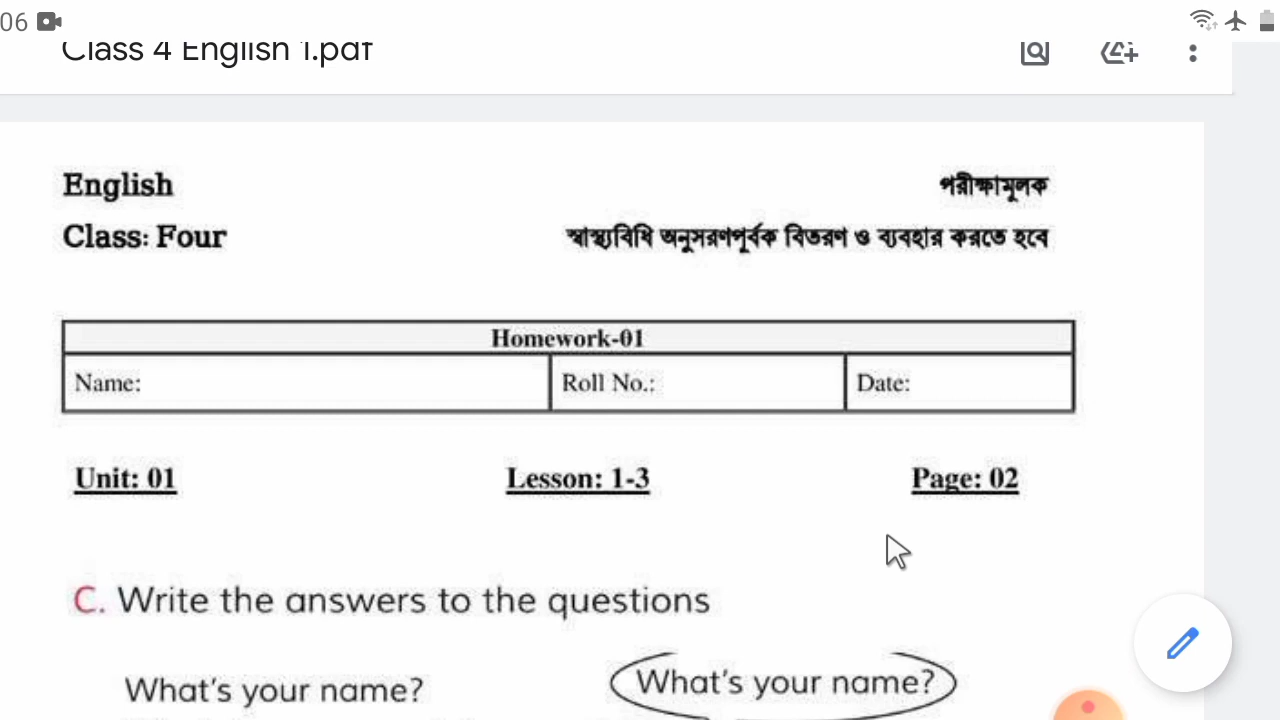 06
Class 4 English 1.pdf
English
পরীক্ষামূলক
Class: Four
স্বাস্থ্যবিধি অনুসরণপূর্বক বিতরণ ও ব্যবহার করতে হবে
Homework-01
Name:
Roll No.:
Date:
Unit: 01
Lesson: 1-3
Page: 02
C. Write the answers to the questions
What's your name?
What's your name?